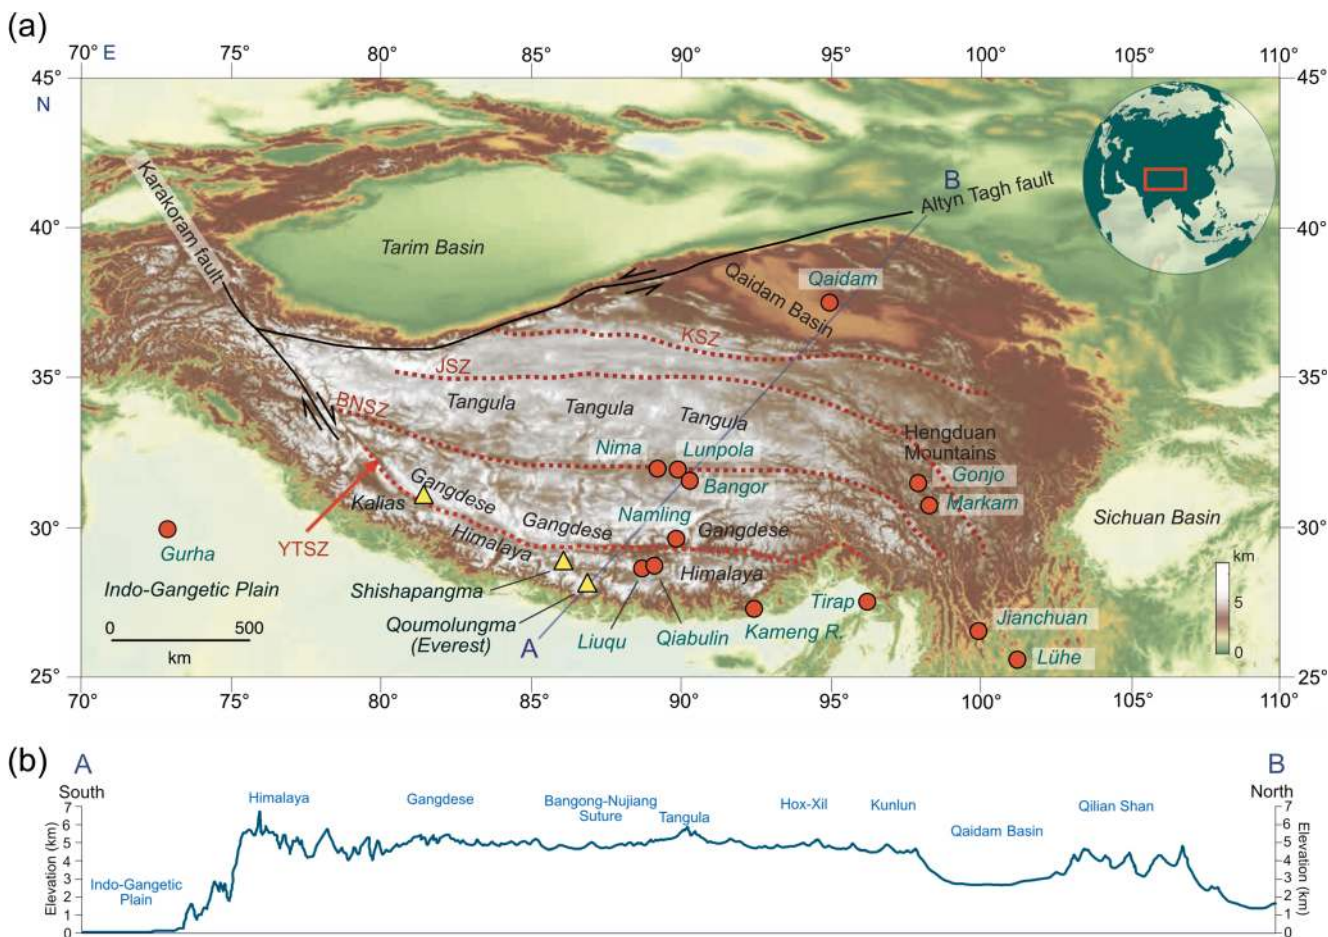 (a)
70° E 75° 80° 85° 90° 95° 100° 105° 110°
45° 45°
N
Karakoram fault
B
Altyn Tagh fault
40° 40°
Tarim Basin
Qaidam
Qaidam Basin
KSZ
JSZ
35° 35°
BNSZ
Tangula Tangula Tangula
Hengduan
Mountains
Nima Lunpola
Gonjo
Bangor
Kalias Gangdese
Markam
Namling
Sichuan Basin
30° 30°
Gangdese Gangdese
Gurha
YTSZ
Himalaya
km
Himalaya
Indo-Gangetic Plain
Shishapangma
5
0 500
Qoumolungma
(Everest)
Tirap
Jianchuan
km
A
Liuqu Qiabulin Kameng R.
Lühe
0
25° 25°
70° 75° 80° 85° 90° 95° 100° 105° 110°
(b)
A B
South North
Himalaya Gangdese Bangong-Nujiang
Suture
Tangula Hox-Xil Kunlun Qilian Shan
Qaidam Basin
Indo-Gangetic
Plain
Elevation (km)
7
6
5
4
3
2
1
0
7
6
5
4
3
2
1
0
Elevation (km)